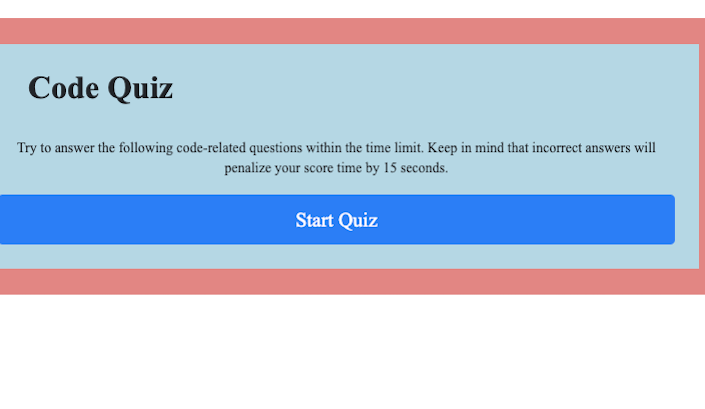 Code Quiz
Try to answer the following code-related questions within the time limit. Keep in mind that incorrect answers will
penalize your score time by 15 seconds.
Start Quiz